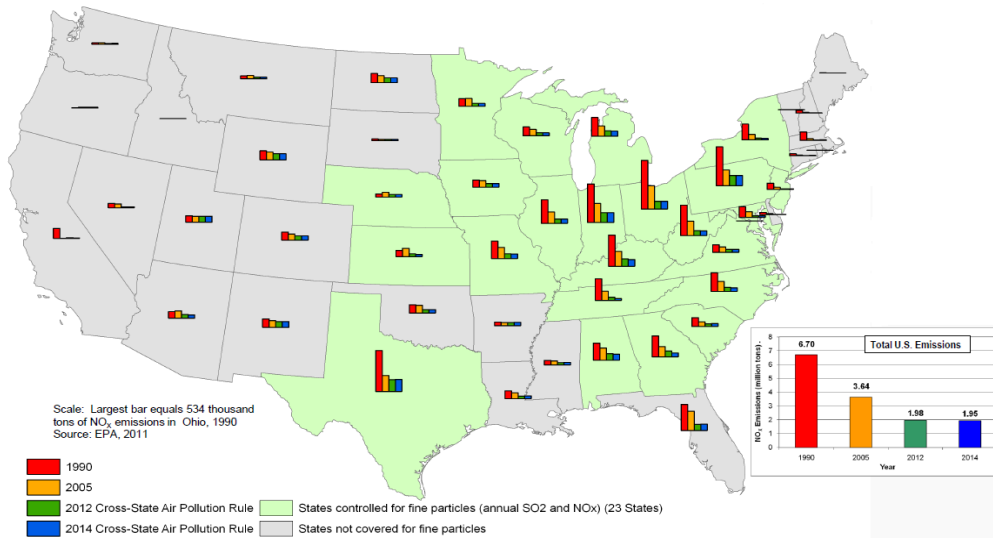 Total U.S. Emissions
NOx Emissions (million tons) .
8
7
6
5
4
3
2
1
0
6.70
3.64
1.98
1.95
1990
2005
2012
2014
Year
Scale:  Largest bar equals 534 thousand
tons of NOx emissions in  Ohio, 1990
Source: EPA, 2011
1990
2005
2012 Cross-State Air Pollution Rule
States controlled for fine particles (annual SO2 and NOx) (23 States)
2014 Cross-State Air Pollution Rule
States not covered for fine particles